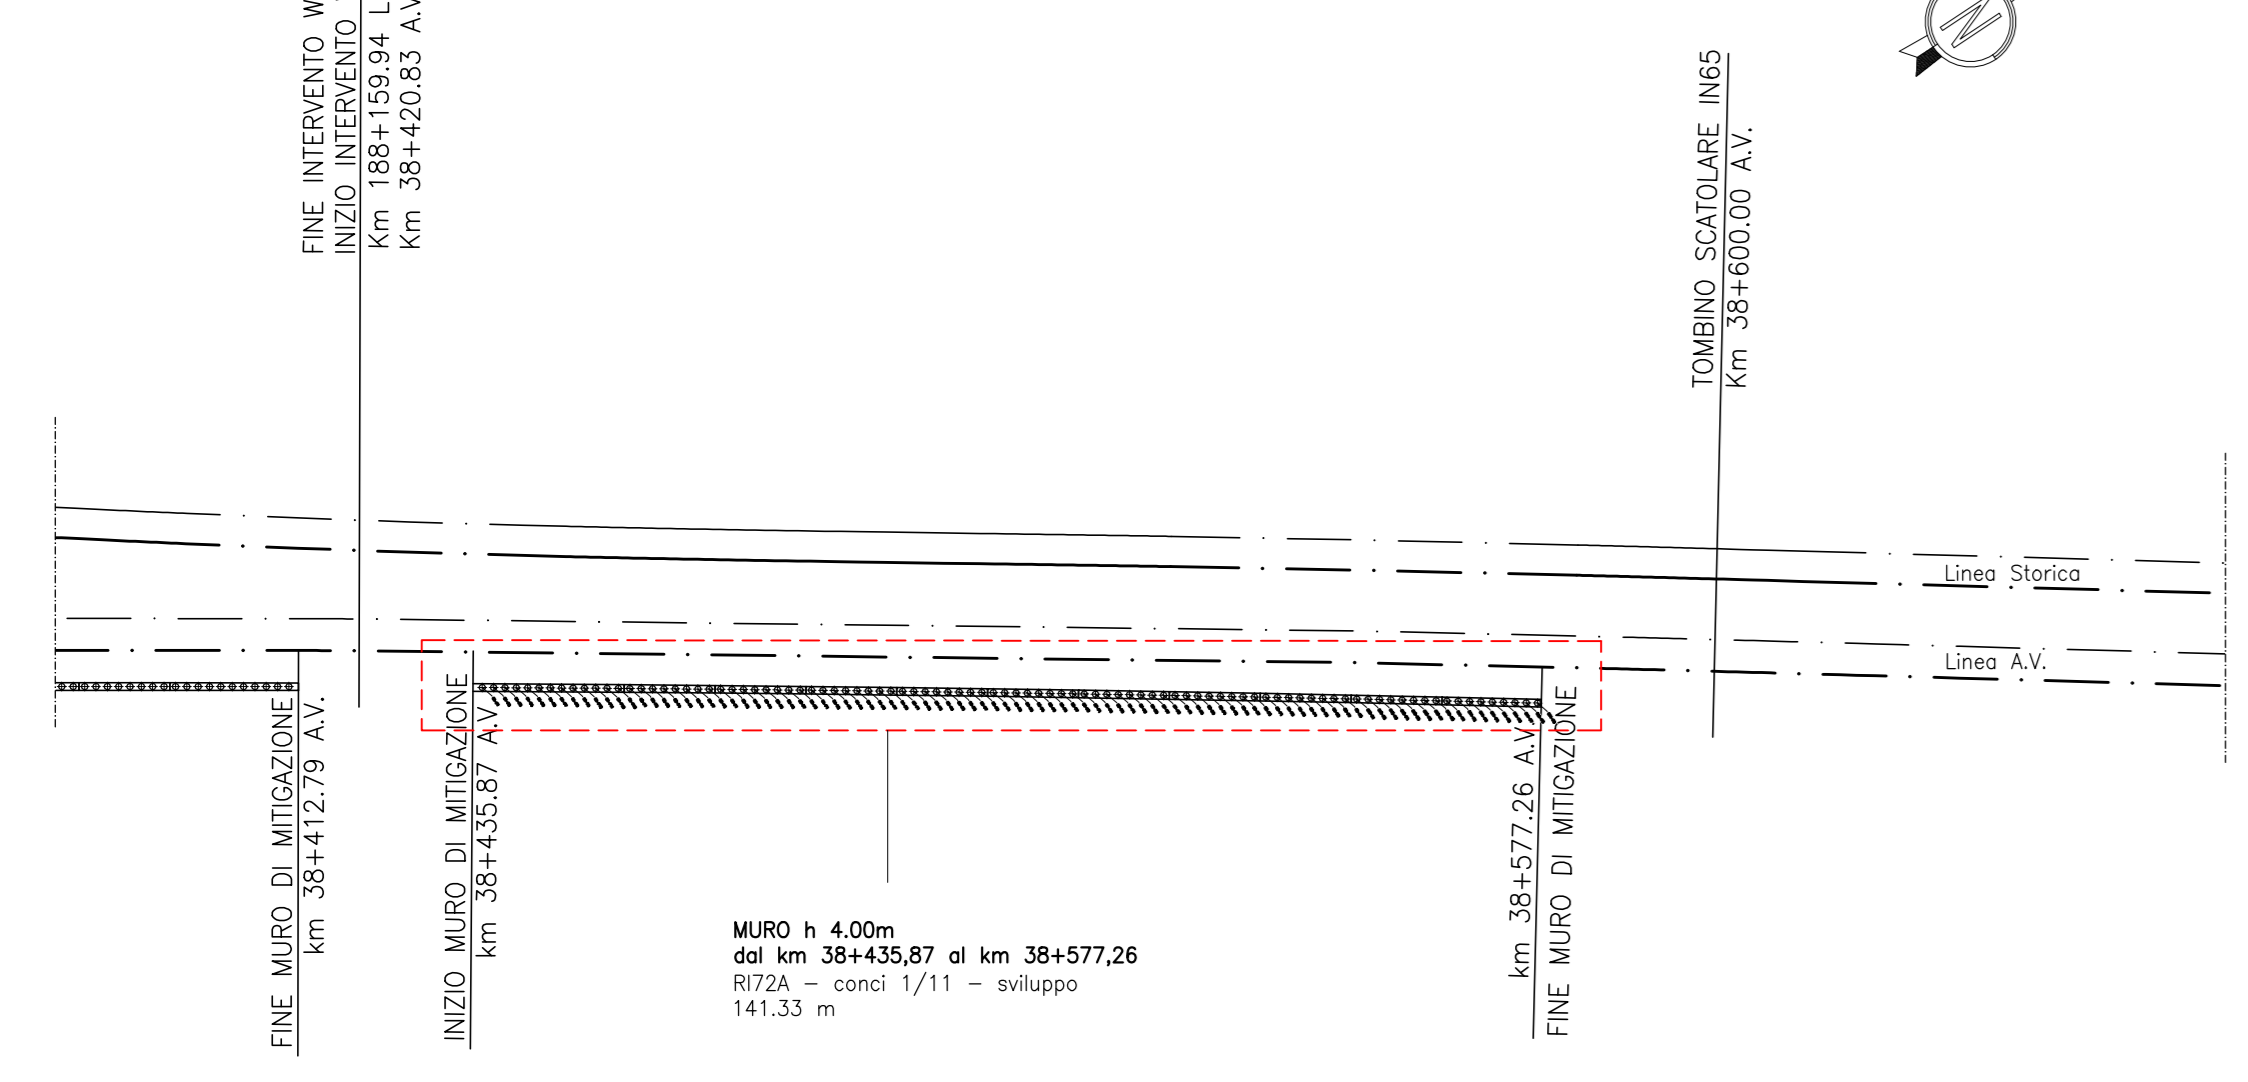 FINE INTERVENTO
INIZIO INTERVENTO
Km 188+159.94
Km 38+420.83
N
TOMBINO SCATOLARE IN65
Km 38+600.00 A.V.
Linea Storica
Linea A.V.
FINE MURO DI MITIGAZIONE
km 38+412.79 A.V.
INIZIO MURO DI MITIGAZIONE
km 38+435.87 A.V.
km 38+577.26 A.V.
FINE MURO DI MITIGAZIONE
MURO h 4.00m
dal km 38+435,87 al km 38+577,26
RI72A – conci 1/11 – sviluppo
141.33 m